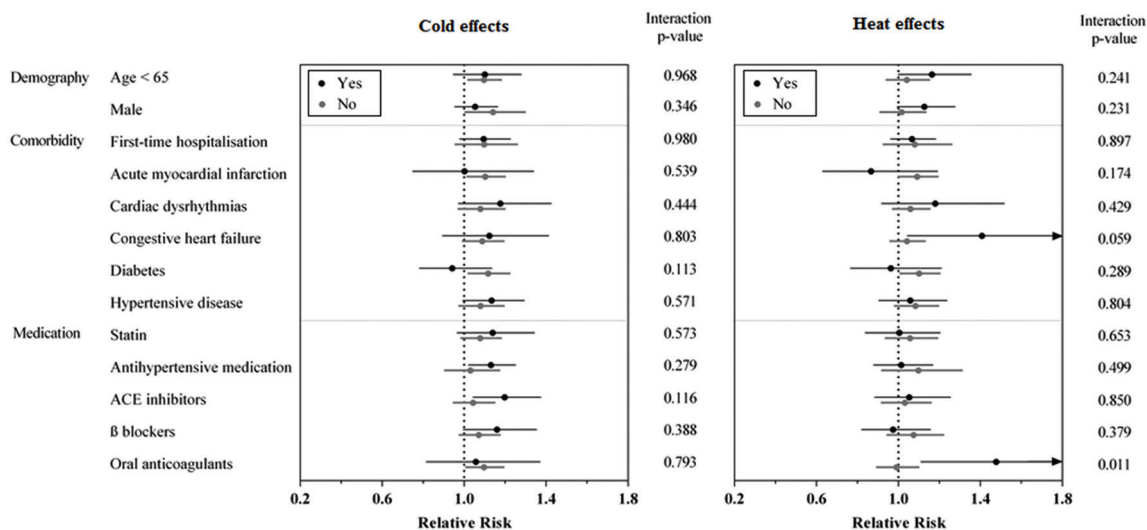 Cold effects Interaction Heat effects Interaction
p-value p-value
Demography Age < 65 Yes 0.968 Yes 0.241
No No
Male 0.346 0.231
Comorbidity First-time hospitalisation 0.980 0.897
Acute myocardial infarction 0.539 0.174
Cardiac dysrhythmias 0.444 0.429
Congestive heart failure 0.803 0.059
Diabetes 0.113 0.289
Hypertensive disease 0.571 0.804
Medication Statin 0.573 0.653
Antihypertensive medication 0.279 0.499
ACE inhibitors 0.116 0.850
ß blockers 0.388 0.379
Oral anticoagulants 0.793 0.011
0.2 0.6 1.0 1.4 1.8 0.2 0.6 1.0 1.4 1.8
Relative Risk Relative Risk